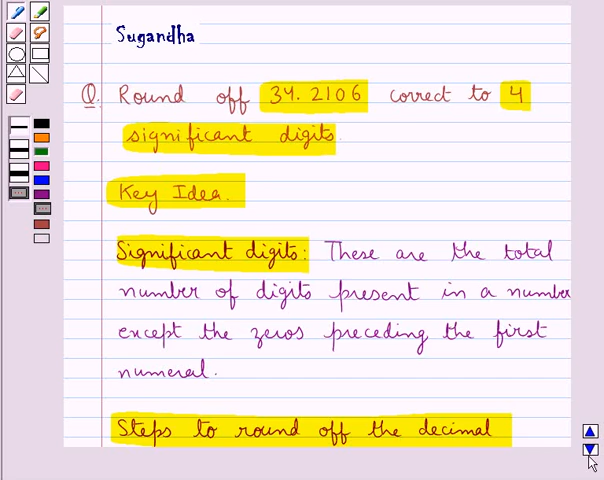 Sugandha
Q. Round off 34.2106 correct to 4
significant digits.
Key Idea.
Significant digits: These are the total
number of digits present in a number
except the zeros preceding the first
numeral.
Steps to round off the decimal